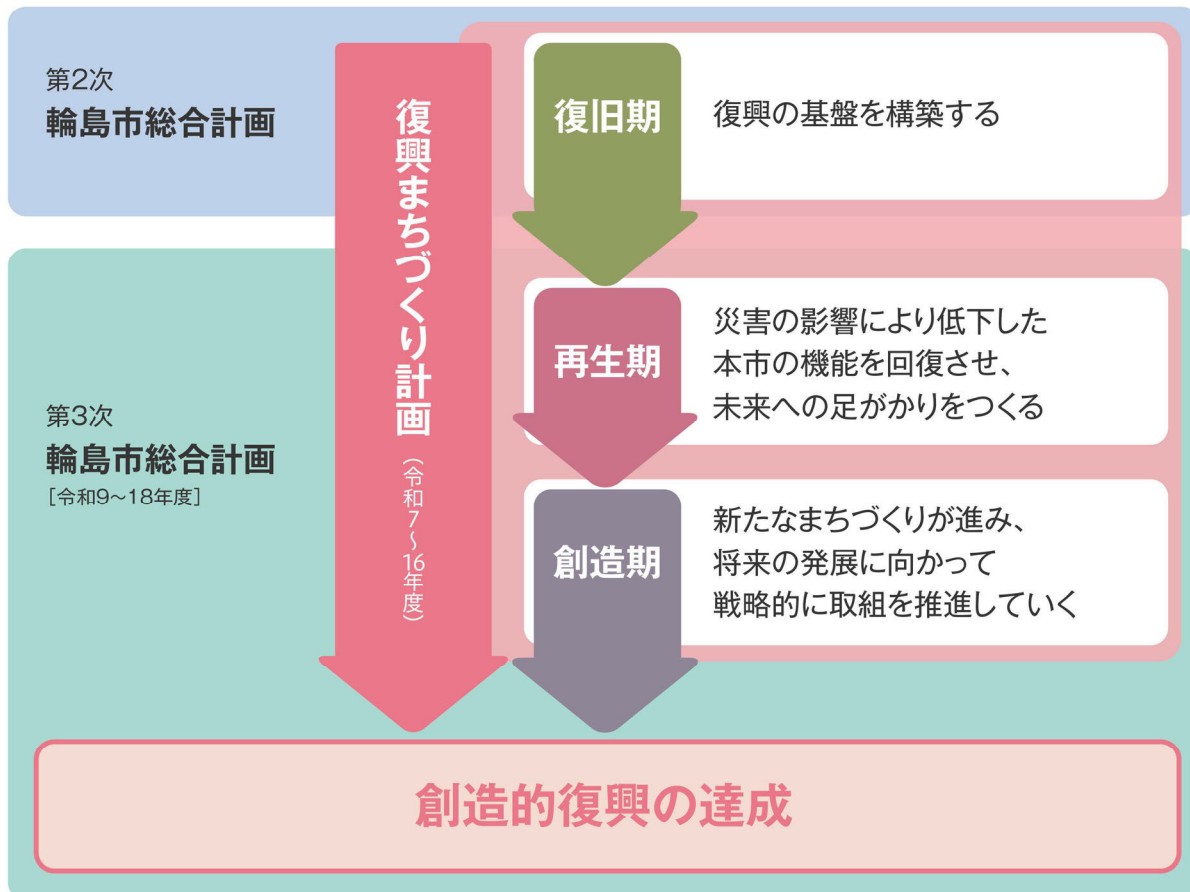 第2次
輪島市総合計画
復興まちづくり計画(令和7〜16年度)
復旧期
復興の基盤を構築する
第3次
輪島市総合計画
[令和9〜18年度]
再生期
災害の影響により低下した
本市の機能を回復させ、
未来への足がかりをつくる
創造期
新たなまちづくりが進み、
将来の発展に向かって
戦略的に取組を推進していく
創造的復興の達成